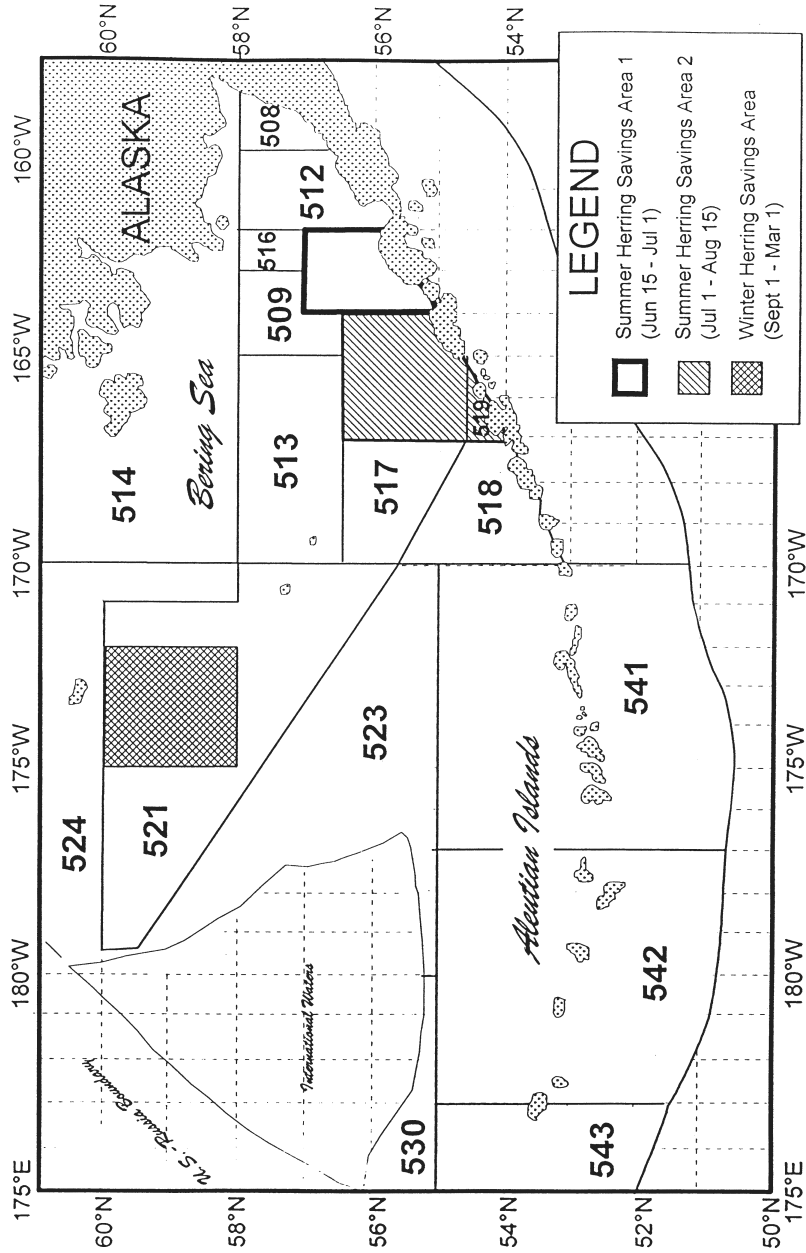 175°E
180°W
175°W
170°W
165°W
160°W
60°N
60°N
58°N
58°N
56°N
56°N
54°N
54°N
52°N
50°N
175°E
180°W
175°W
170°W
ALASKA
Bering Sea
Aleutian Islands
International Waters
U.S.-Russia Boundary
514
524
521
508
512
516
509
513
517
519
518
523
530
541
542
543
LEGEND
Summer Herring Savings Area 1
(Jun 15 - Jul 1)
Summer Herring Savings Area 2
(Jul 1 - Aug 15)
Winter Herring Savings Area
(Sept 1 - Mar 1)